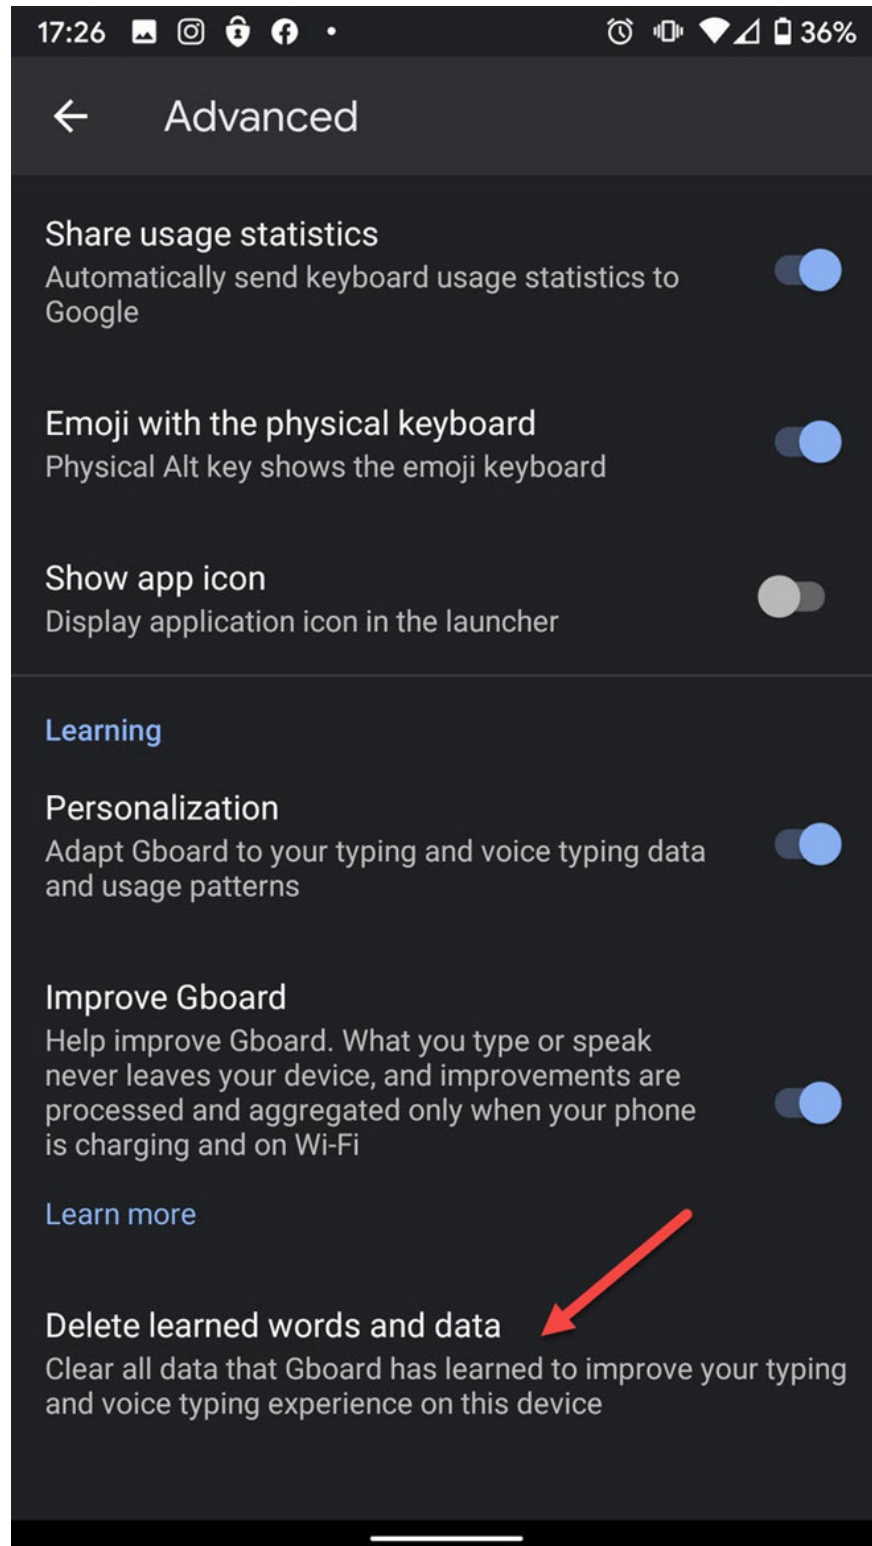 17:26 36%
Advanced
Share usage statistics
Automatically send keyboard usage statistics to
Google
Emoji with the physical keyboard
Physical Alt key shows the emoji keyboard
Show app icon
Display application icon in the launcher
Learning
Personalization
Adapt Gboard to your typing and voice typing data
and usage patterns
Improve Gboard
Help improve Gboard. What you type or speak
never leaves your device, and improvements are
processed and aggregated only when your phone
is charging and on Wi-Fi
Learn more
Delete learned words and data
Clear all data that Gboard has learned to improve your typing
and voice typing experience on this device